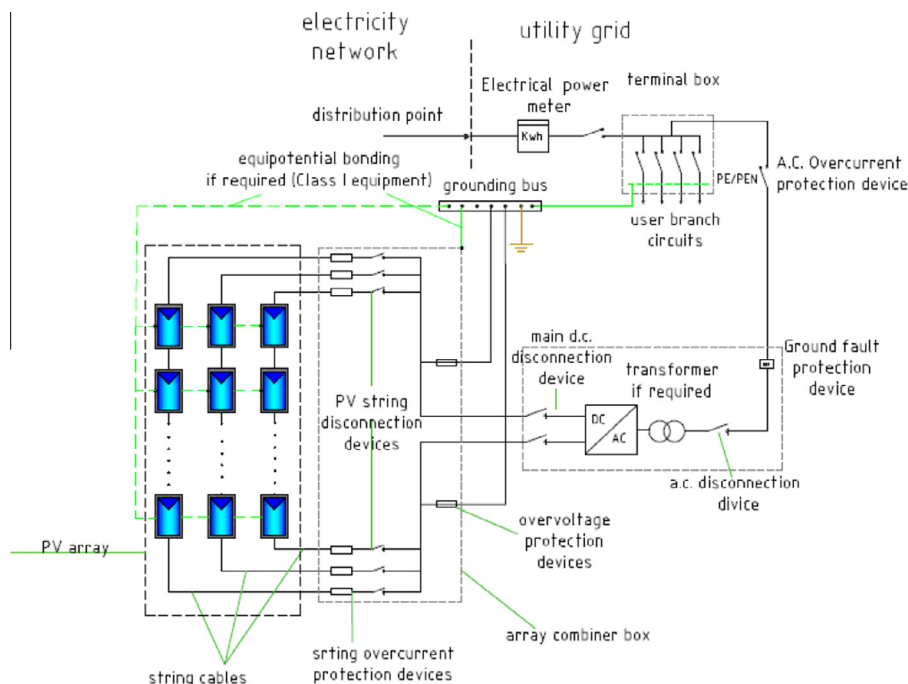 electricity
network
utility grid
Electrical power
meter
terminal box
distribution point
Kwh
equipotential bonding
if required (Class I equipment)
grounding bus
PE/PEN
A.C. Overcurrent
protection device
user branch
circuits
main d.c.
disconnection
device
transformer
if required
Ground fault
protection
device
PV string
disconnection
devices
DC
AC
a.c. disconnection
divice
overvoltage
protection
devices
PV array
array combiner box
string cables
srting overcurrent
protection devices